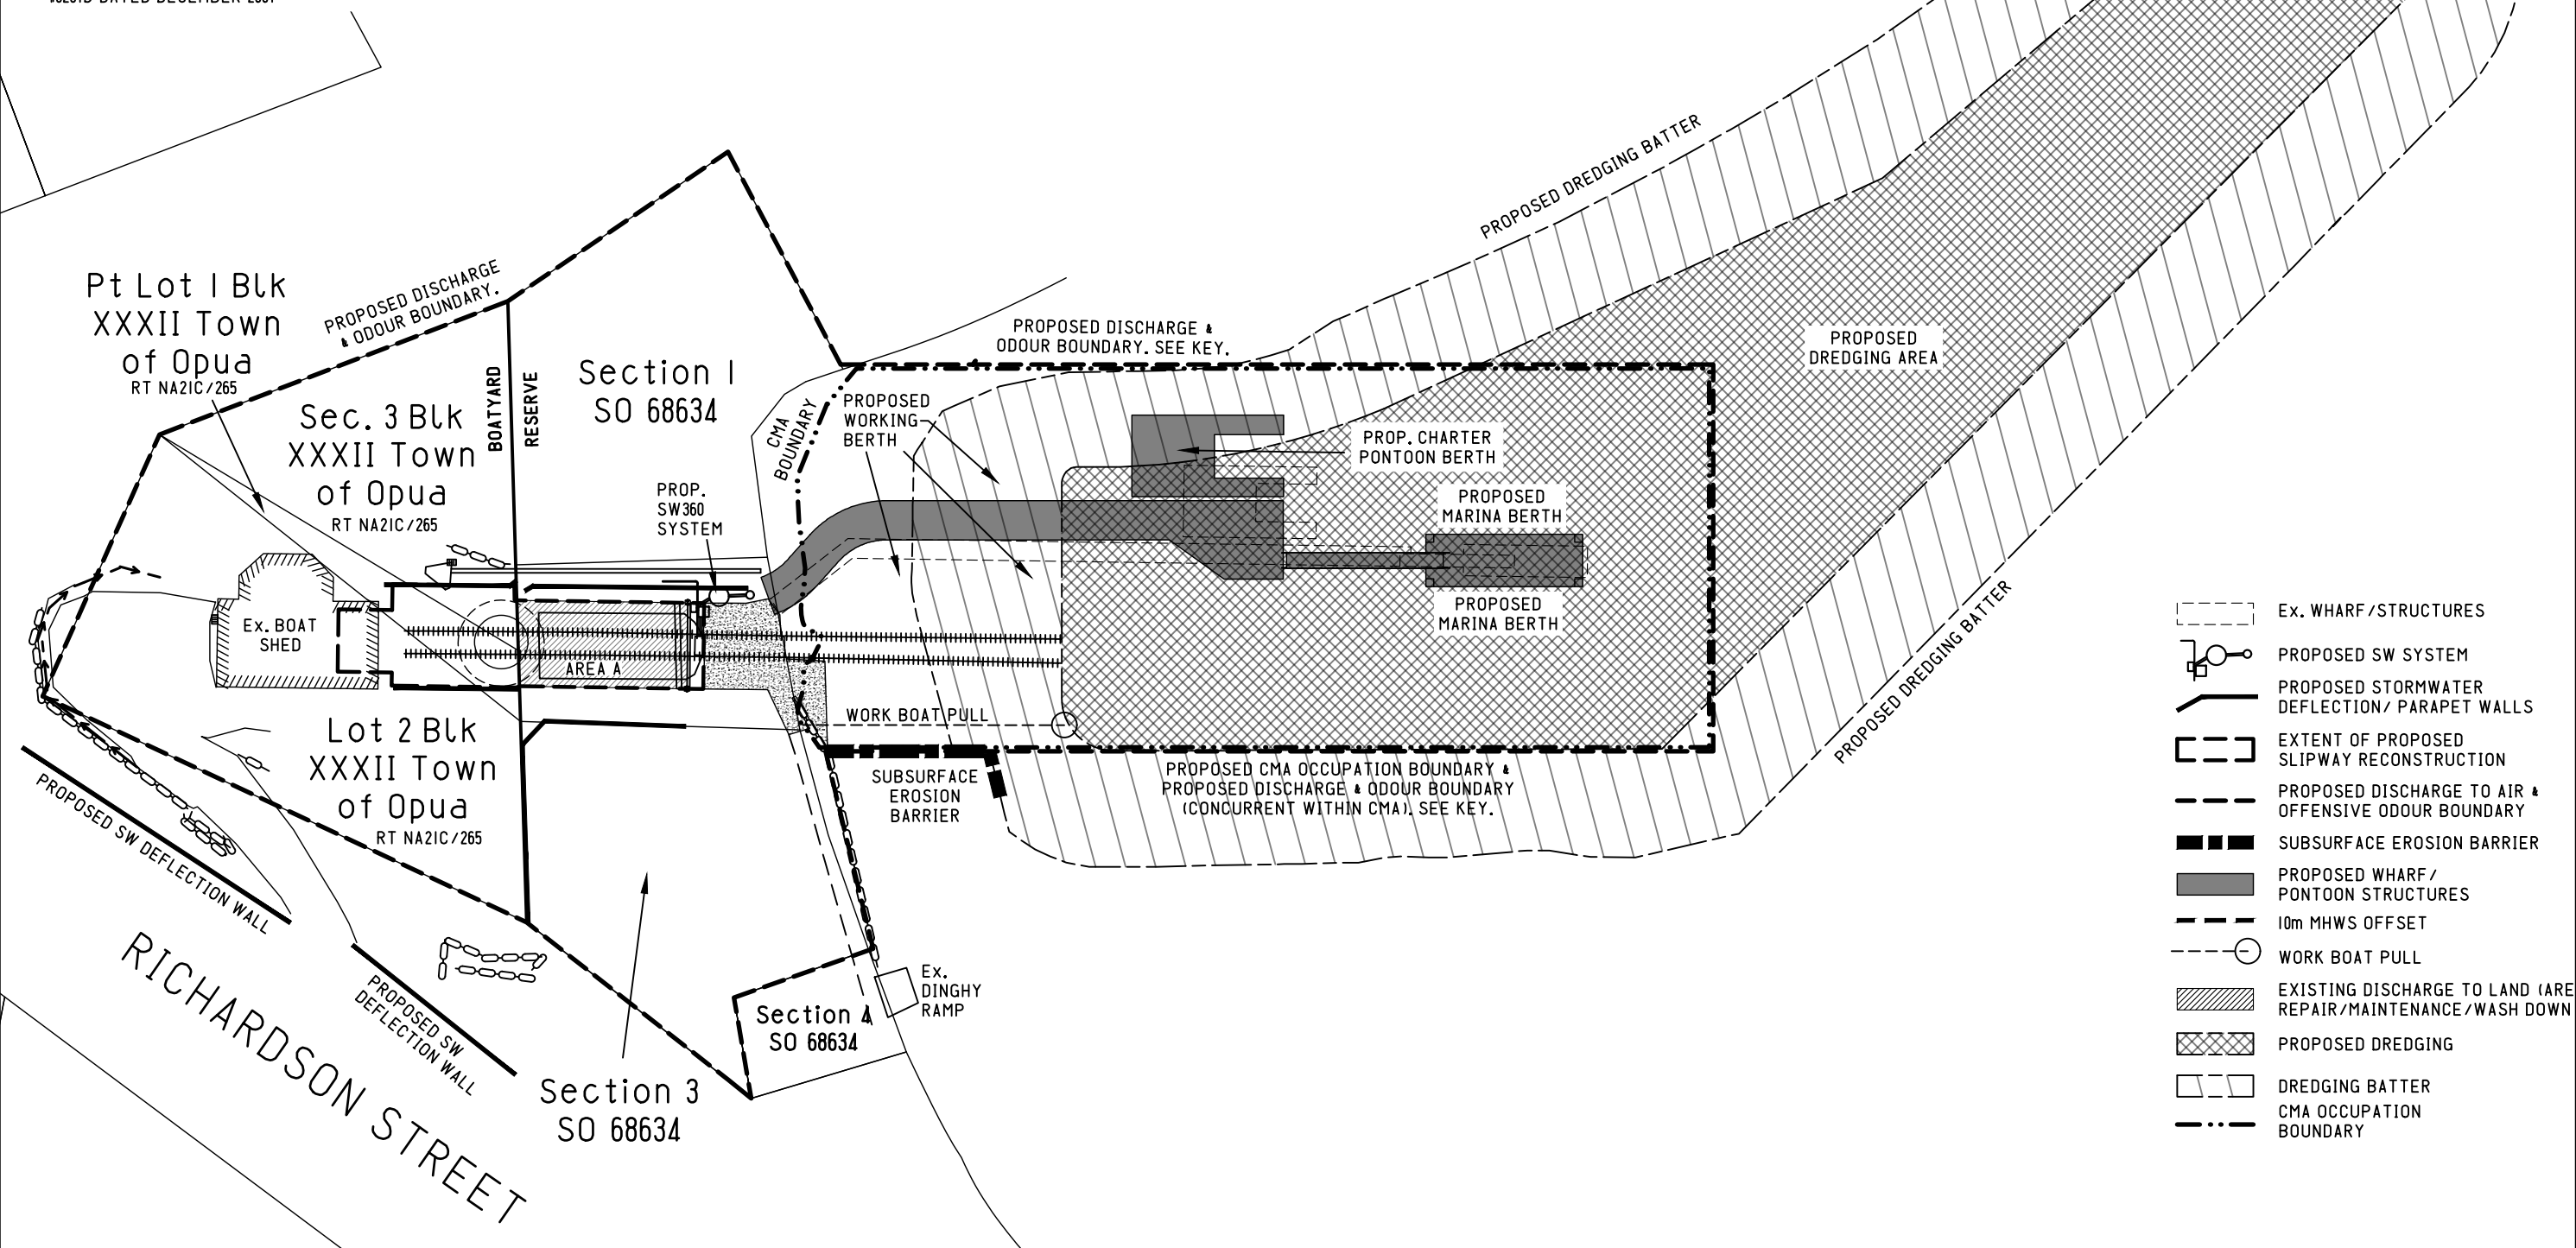 PROPOSED DREDGING BATTER
Pt Lot 1 Blk
XXXII Town
of Opua
RT NA21C/265
PROPOSED DISCHARGE
& ODOUR BOUNDARY.
BOATYARD
RESERVE
Section 1
SO 68634
Sec. 3 Blk
XXXII Town
of Opua
RT NA21C/265
PROPOSED DISCHARGE &
ODOUR BOUNDARY. SEE KEY.
CMA
BOUNDARY
PROPOSED
WORKING
BERTH
PROP. CHARTER
PONTOON BERTH
PROPOSED
DREDGING AREA
PROP.
SW360
SYSTEM
PROPOSED
MARINA BERTH
PROPOSED
MARINA BERTH
Ex. BOAT
SHED
AREA A
WORK BOAT PULL
Lot 2 Blk
XXXII Town
of Opua
RT NA21C/265
SUBSURFACE
EROSION
BARRIER
PROPOSED CMA OCCUPATION BOUNDARY &
PROPOSED DISCHARGE & ODOUR BOUNDARY
(CONCURRENT WITHIN CMA). SEE KEY.
PROPOSED DREDGING BATTER
PROPOSED SW DEFLECTION WALL
PROPOSED SW
DEFLECTION WALL
RICHARDSON STREET
Section 3
SO 68634
Section 4
SO 68634
Ex.
DINGHY
RAMP
Ex. WHARF/STRUCTURES
PROPOSED SW SYSTEM
PROPOSED STORMWATER
DEFLECTION/ PARAPET WALLS
EXTENT OF PROPOSED
SLIPWAY RECONSTRUCTION
PROPOSED DISCHARGE TO AIR &
OFFENSIVE ODOUR BOUNDARY
SUBSURFACE EROSION BARRIER
PROPOSED WHARF/
PONTOON STRUCTURES
10m MHWS OFFSET
WORK BOAT PULL
EXISTING DISCHARGE TO LAND (ARE
REPAIR/MAINTENANCE/WASH DOWN
PROPOSED DREDGING
DREDGING BATTER
CMA OCCUPATION
BOUNDARY